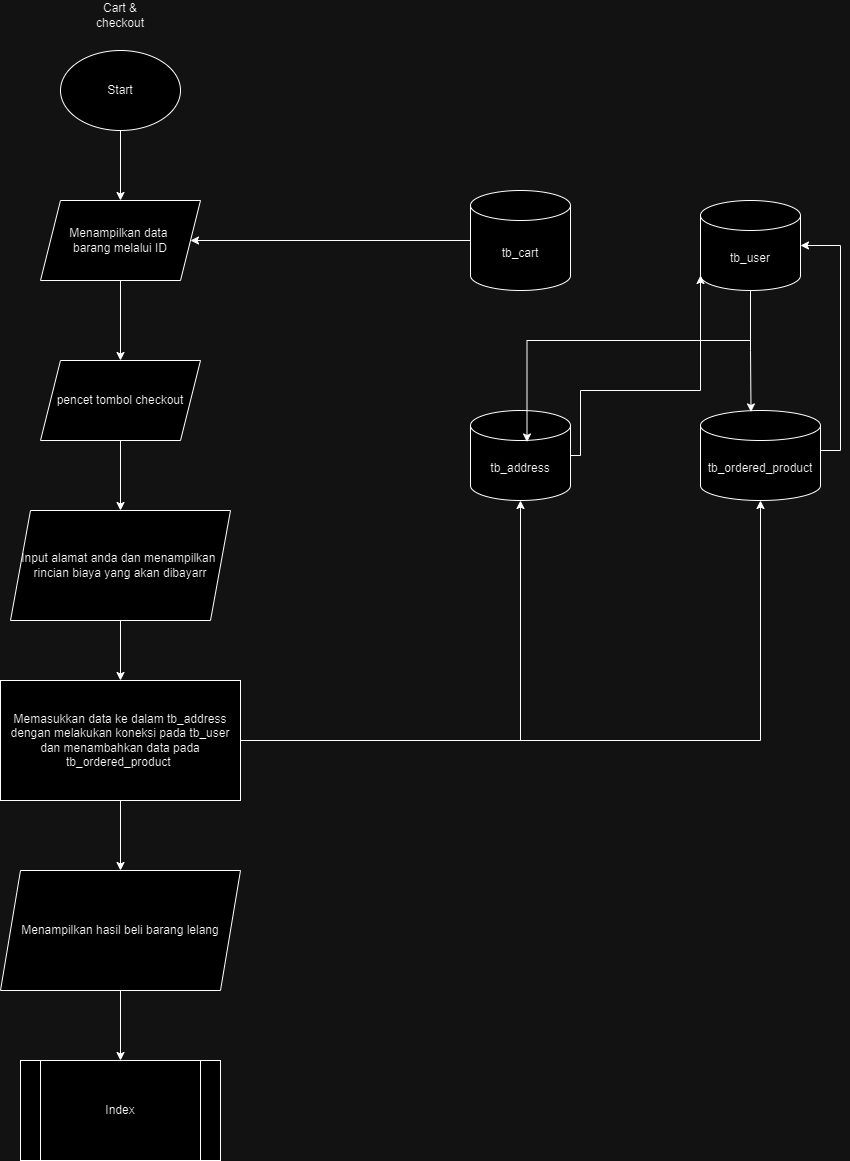 Cart &
checkout
Start
Menampilkan data
barang melalui ID
tb_cart
tb_user
pencet tombol checkout
tb_address
tb_ordered_product
Input alamat anda dan menampilkan
rincian biaya yang akan dibayarr
Memasukkan data ke dalam tb_address
dengan melakukan koneksi pada tb_user
dan menambahkan data pada
tb_ordered_product
Menampilkan hasil beli barang lelang
Index